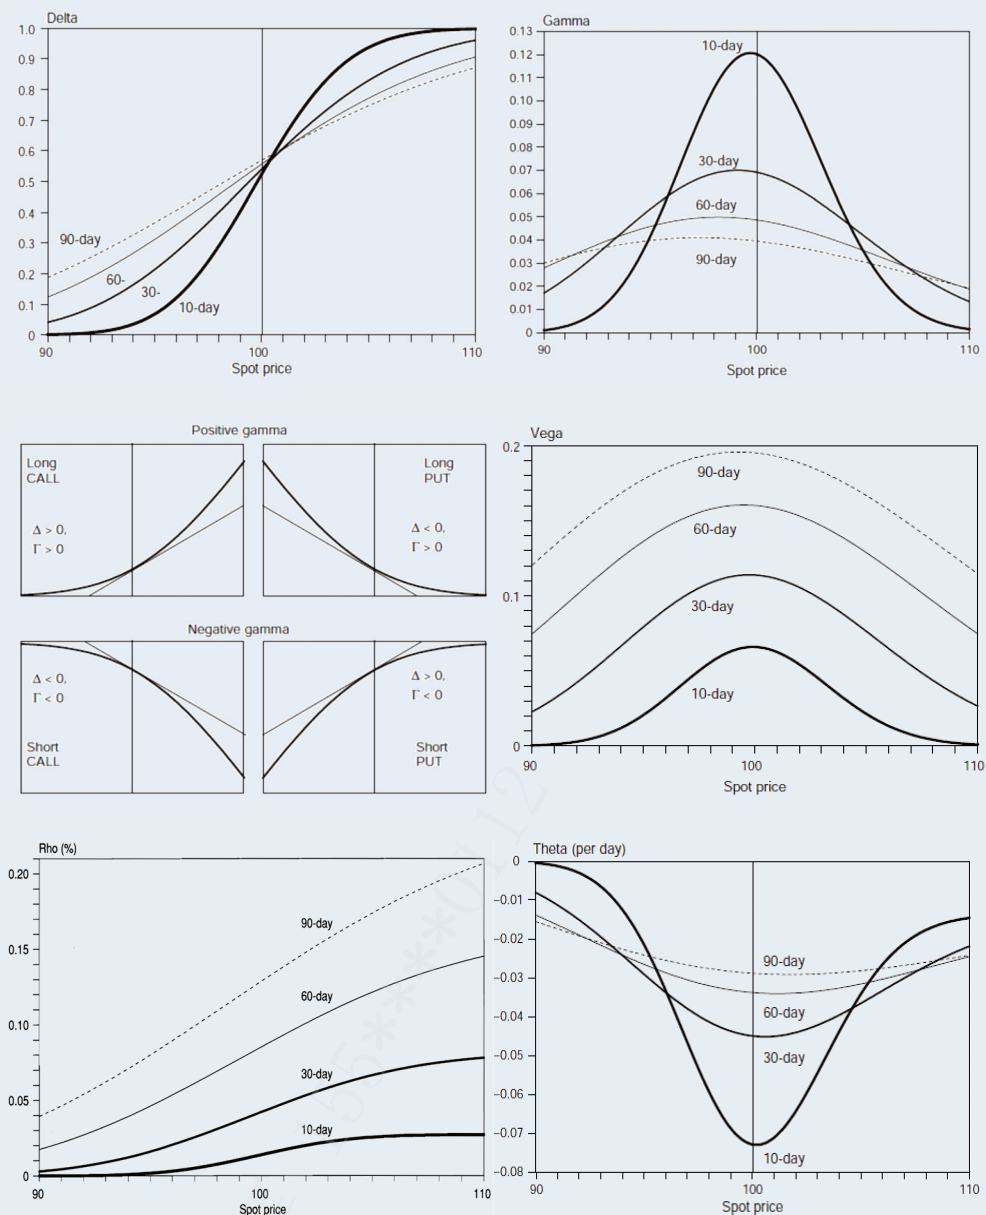 Delta
1.0
0.9
0.8
0.7
0.6
0.5
0.4
0.3
0.2
0.1
0
90-day
60-
30-
10-day
90
100
110
Spot price
Gamma
0.13
0.12
0.11
0.10
0.09
0.08
0.07
0.06
0.05
0.04
0.03
0.02
0.01
0
10-day
30-day
60-day
90-day
90
100
110
Spot price
Positive gamma
Long
CALL
Δ > 0,
Γ > 0
Long
PUT
Δ < 0,
Γ > 0
Negative gamma
Δ < 0,
Γ < 0
Short
CALL
Δ > 0,
Γ < 0
Short
PUT
Vega
0.2
0.1
0
90-day
60-day
30-day
10-day
90
100
110
Spot price
Rho (%)
0.20
0.15
0.10
0.05
0
90-day
60-day
30-day
10-day
90
100
110
Spot price
Theta (per day)
0
–0.01
–0.02
–0.03
–0.04
–0.05
–0.06
–0.07
–0.08
90-day
60-day
30-day
10-day
90
100
110
Spot price